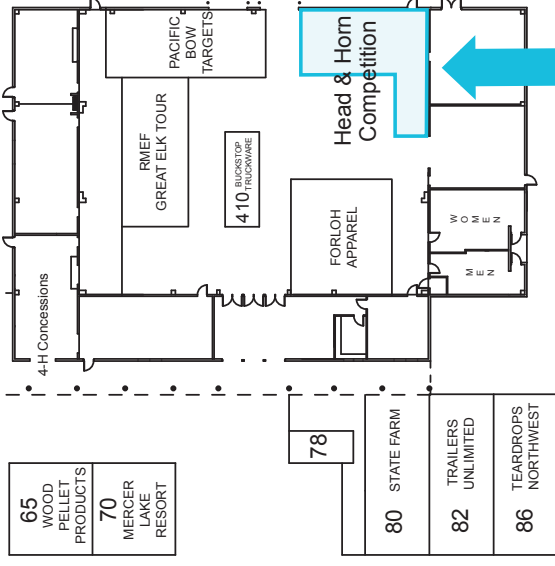 PACIFIC
BOW
TARGETS
Head & Horn
Competition
RMEF
GREAT ELK TOUR
410 BUCKSTOP
TRUCKWARE
FORLOH
APPAREL
WOMEN
MEN
4-H Concessions
65
WOOD
PELLET
PRODUCTS
70
MERCER
LAKE
RESORT
78
80 STATE FARM
82 TRAILERS
UNLIMITED
86 TEARDROPS
NORTHWEST